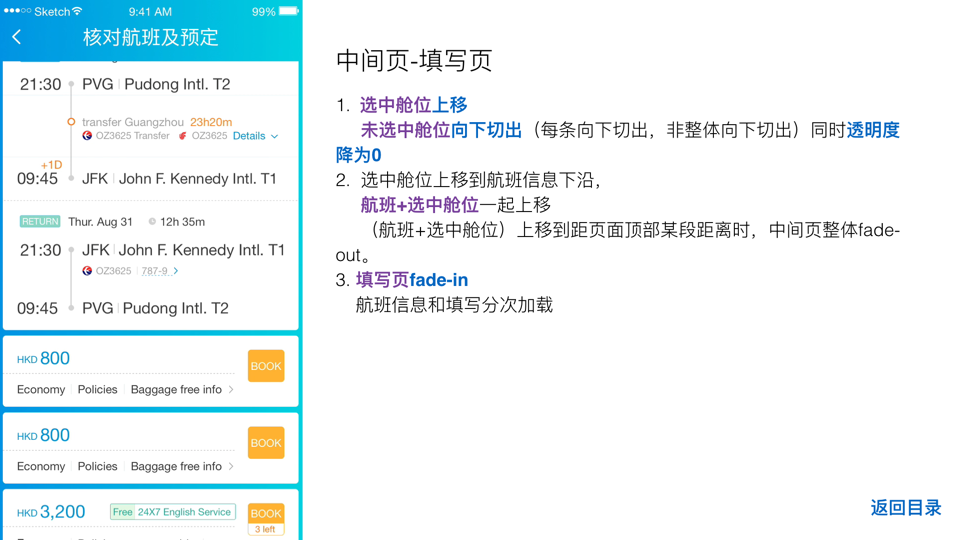 Sketch
9:41 AM
99%
核对航班及预定
21:30 PVG Pudong Intl. T2
transfer Guangzhou 23h20m
OZ3625 Transfer OZ3625 Details
+1D
09:45 JFK John F. Kennedy Intl. T1
RETURN Thur. Aug 31 12h 35m
21:30 JFK John F. Kennedy Intl. T1
OZ3625 787-9
09:45 PVG Pudong Intl. T2
HKD 800
BOOK
Economy Policies Baggage free info
HKD 800
BOOK
Economy Policies Baggage free info
HKD 3,200 Free 24X7 English Service
BOOK
3 left
中间页-填写页
1. 选中舱位上移
未选中舱位向下切出（每条向下切出，非整体向下切出）同时透明度
降为0
2. 选中舱位上移到航班信息下沿，
航班+选中舱位一起上移
（航班+选中舱位）上移到距页面顶部某段距离时，中间页整体fade-
out。
3. 填写页fade-in
航班信息和填写分次加载
返回目录